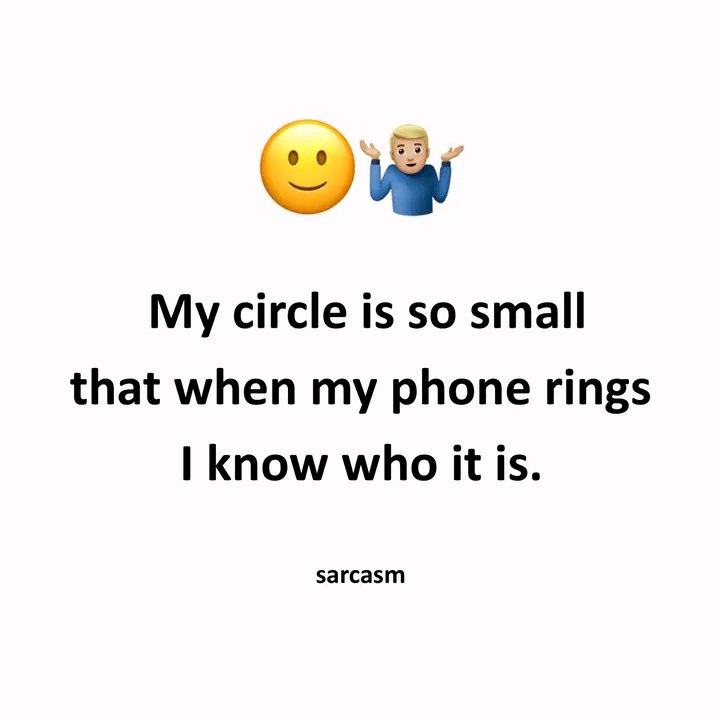 My circle is so small
that when my phone rings
I know who it is.
sarcasm